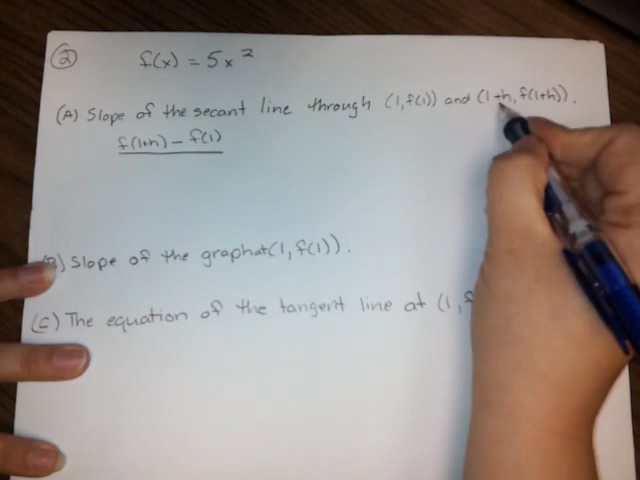 ② f(x) = 5x²
(A) Slope of the secant line through (1, f(1)) and (1+h, f(1+h)).
f(1+h) - f(1)
) Slope of the graph at (1, f(1)).
(C) The equation of the tangent line at (1, f